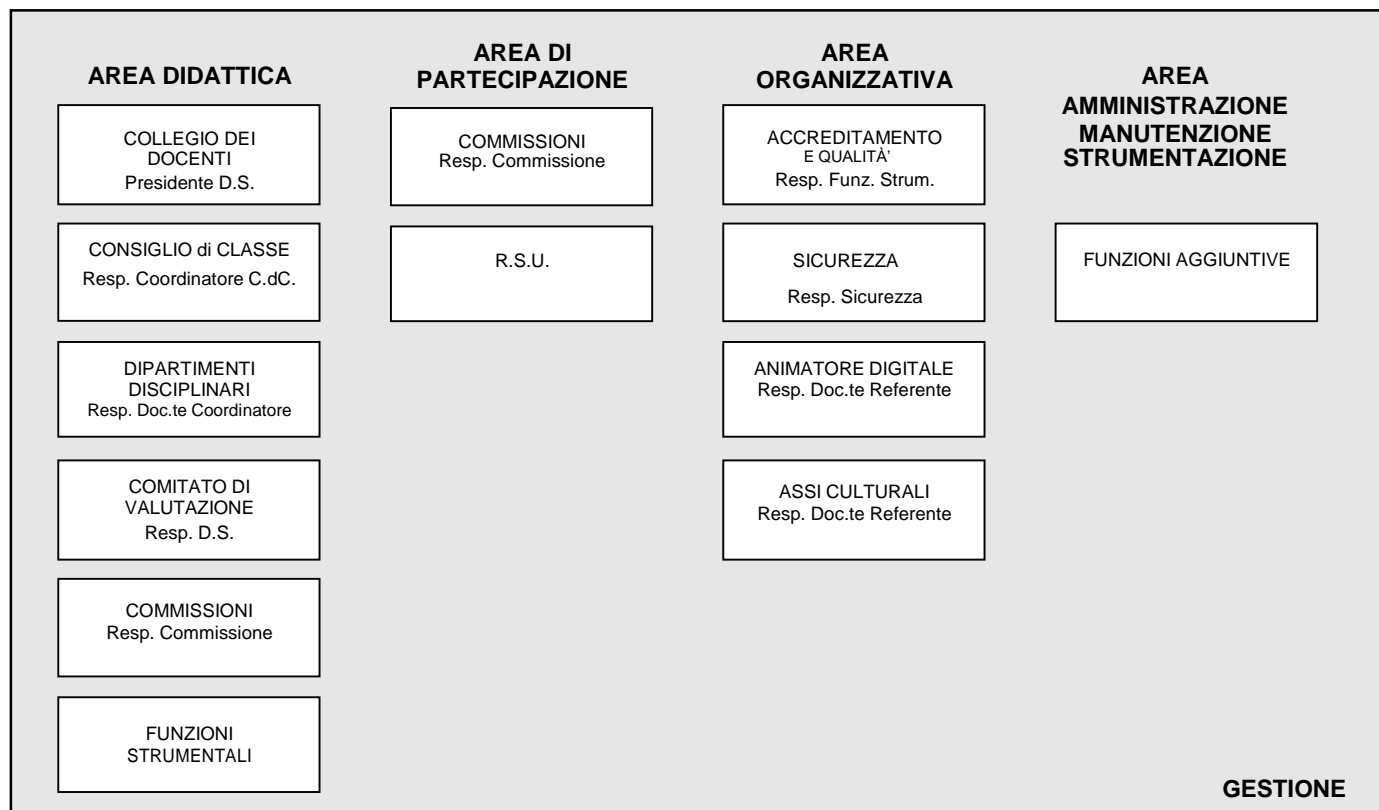 AREA DIDATTICA
COLLEGIO DEI
DOCENTI
Presidente D.S.
CONSIGLIO di CLASSE
Resp. Coordinatore C.dC.
DIPARTIMENTI
DISCIPLINARI
Resp. Doc.te Coordinatore
COMITATO DI
VALUTAZIONE
Resp. D.S.
COMMISSIONI
Resp. Commissione
FUNZIONI
STRUMENTALI
AREA DI
PARTECIPAZIONE
COMMISSIONI
Resp. Commissione
R.S.U.
AREA
ORGANIZZATIVA
ACCREDITAMENTO
E QUALITÀ'
Resp. Funz. Strum.
SICUREZZA
Resp. Sicurezza
ANIMATORE DIGITALE
Resp. Doc.te Referente
ASSI CULTURALI
Resp. Doc.te Referente
AREA
AMMINISTRAZIONE
MANUTENZIONE
STRUMENTAZIONE
FUNZIONI AGGIUNTIVE
GESTIONE